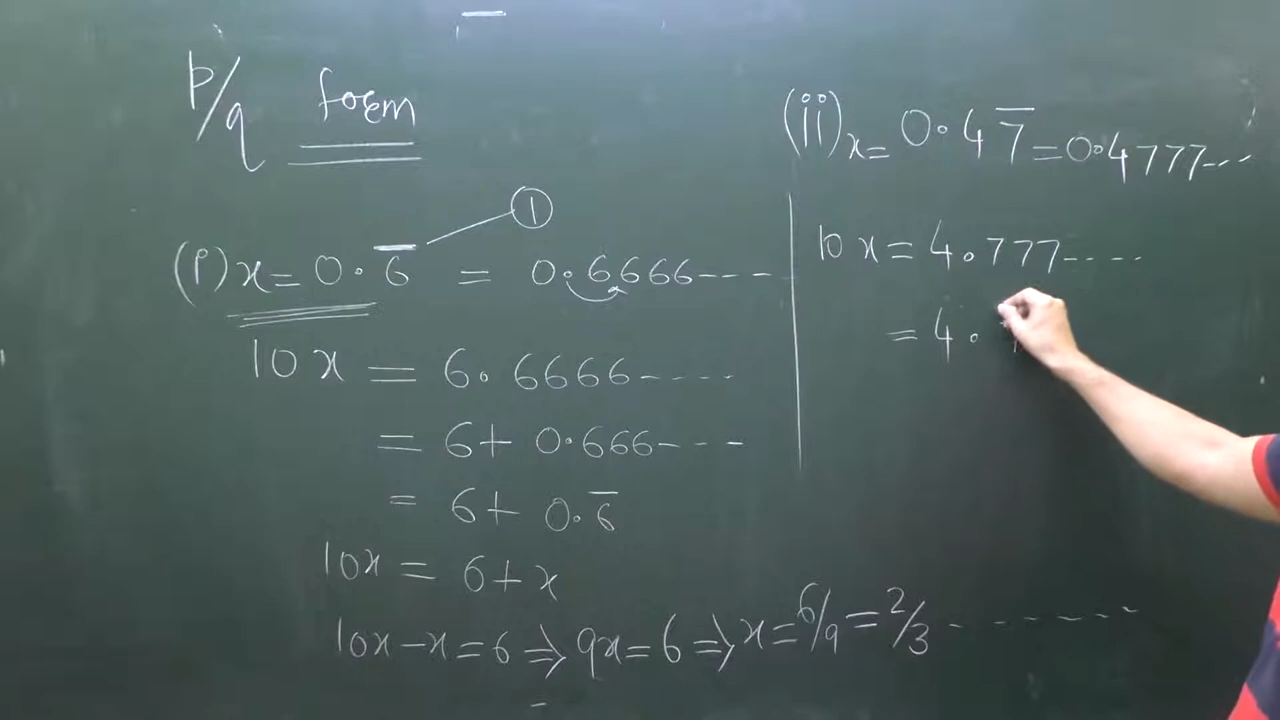 p/q form
(i) x = 0.6̅ = 0.6666----
①
10x = 6.6666-----
= 6 + 0.666----
= 6 + 0.6̅
10x = 6 + x
10x - x = 6 ⇒ 9x = 6 ⇒ x = 6/9 = 2/3 --------
(ii) x = 0.47̅ = 0.4777---
10x = 4.777----
= 4.